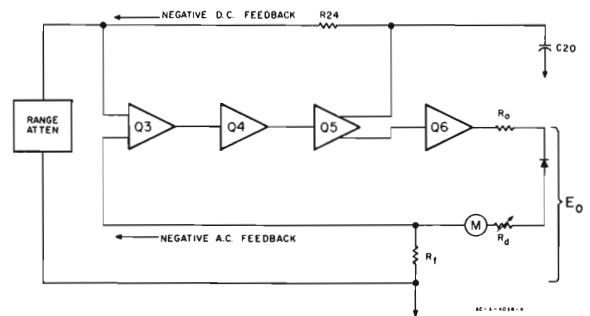 NEGATIVE D.C. FEEDBACK
R24
C20
RANGE
ATTEN
Q3
Q4
Q5
Q6
Ro
Eo
M
Rd
NEGATIVE A.C. FEEDBACK
Rf